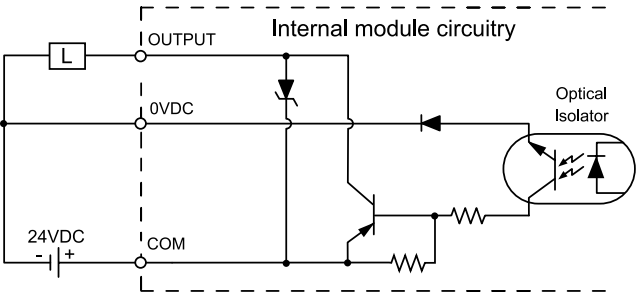 Internal module circuitry
OUTPUT
L
0VDC
Optical
Isolator
24VDC
- +
COM